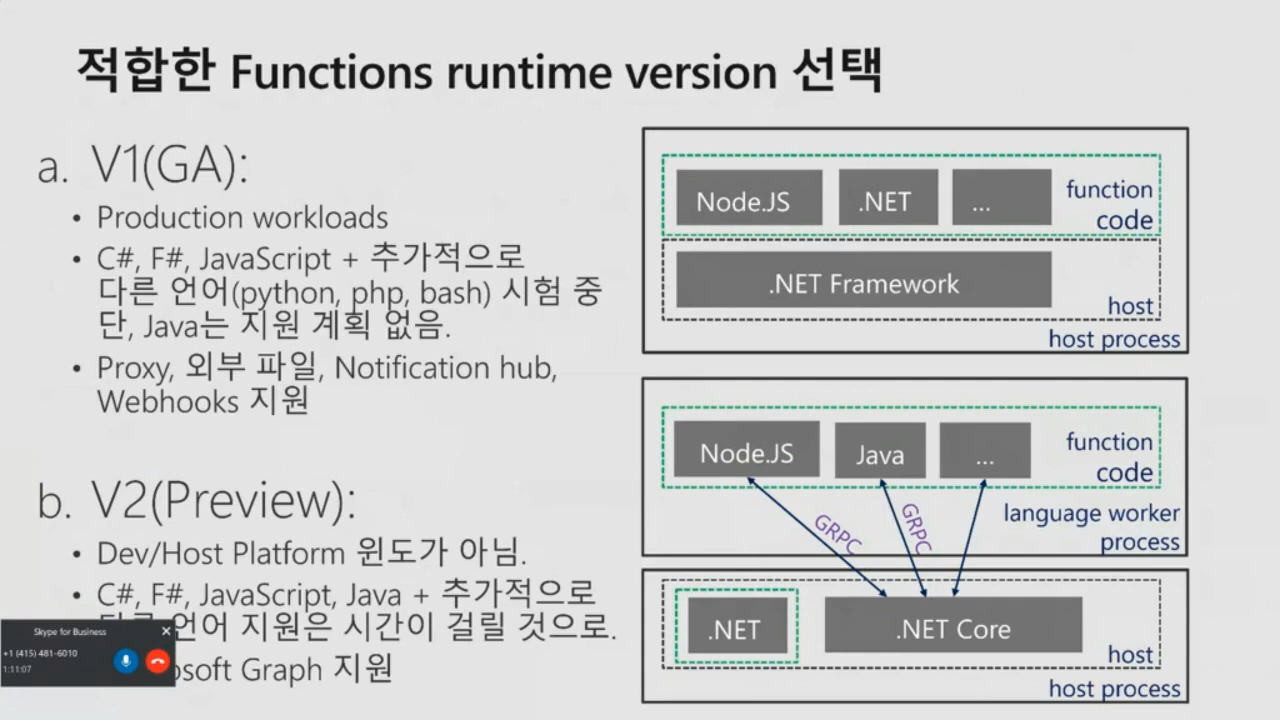 적합한 Functions runtime version 선택
a. V1(GA):
• Production workloads
• C#, F#, JavaScript + 추가적으로
다른 언어(python, php, bash) 시험 중
단, Java는 지원 계획 없음.
• Proxy, 외부 파일, Notification hub,
Webhooks 지원
b. V2(Preview):
• Dev/Host Platform 윈도가 아님.
• C#, F#, JavaScript, Java + 추가적으로
언어 지원은 시간이 걸릴 것으로.
Graph 지원
Node.JS
.NET
...
function
code
.NET Framework
host
host process
Node.JS
Java
...
function
code
GRPC
GRPC
language worker
process
.NET
.NET Core
host
host process
Skype for Business
+1 (415) 481-6010
1:11:07